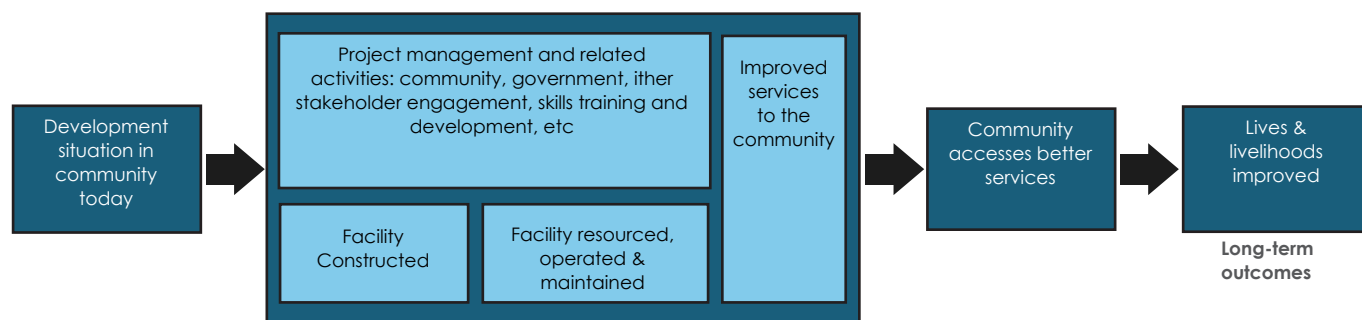 Development
situation in
community
today
Project management and related
activities: community, government, ither
stakeholder engagement, skills training and
development, etc
Facility
Constructed
Facility resourced,
operated &
maintained
Improved
services
to the
community
Community
accesses better
services
Lives &
livelihoods
improved
Long-term
outcomes